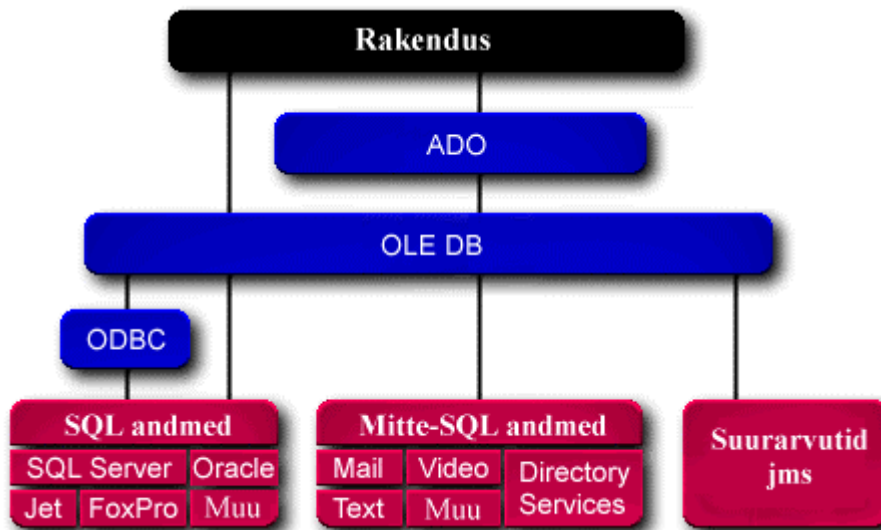 Rakendus
ADO
OLE DB
ODBC
SQL andmed
SQL Server
Oracle
Jet
FoxPro
Muu
Mitte-SQL andmed
Mail
Video
Directory
Services
Text
Muu
Suurarvutid
jms